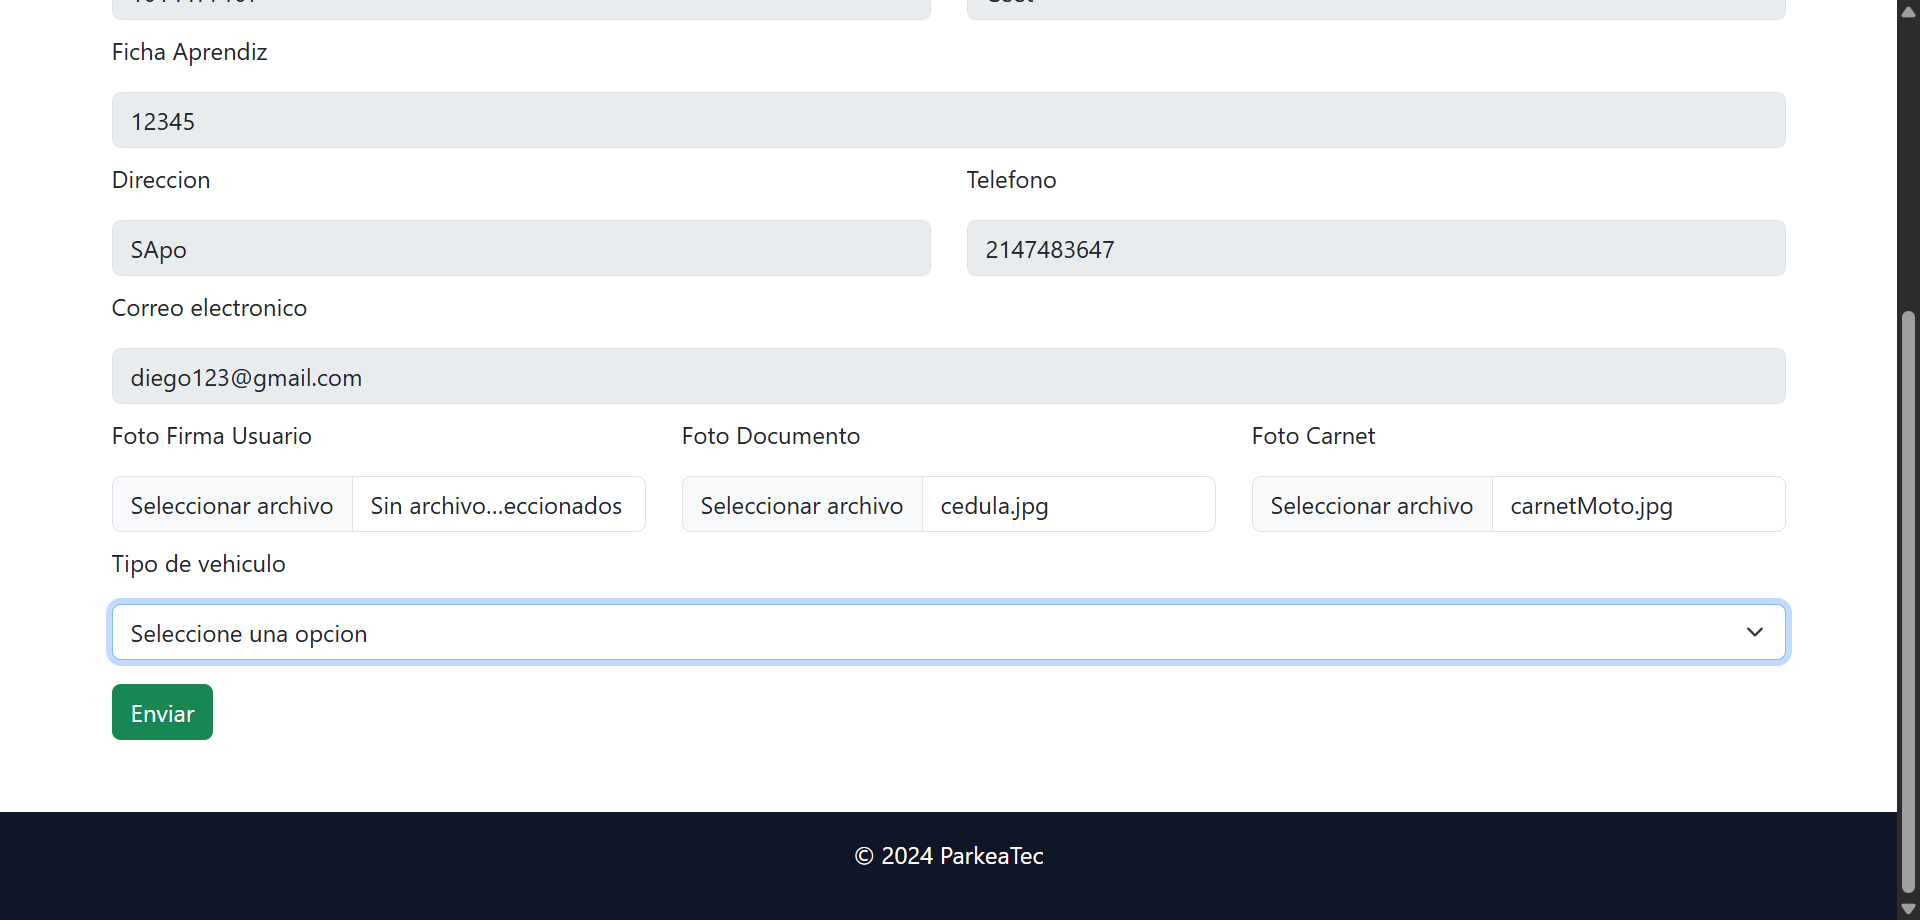 Ficha Aprendiz
12345
Direccion Telefono
SApo 2147483647
Correo electronico
diego123@gmail.com
Foto Firma Usuario Foto Documento Foto Carnet
Seleccionar archivo Sin archivo...eccionados Seleccionar archivo cedula.jpg Seleccionar archivo carnetMoto.jpg
Tipo de vehiculo
Seleccione una opcion
Enviar
© 2024 ParkeaTec